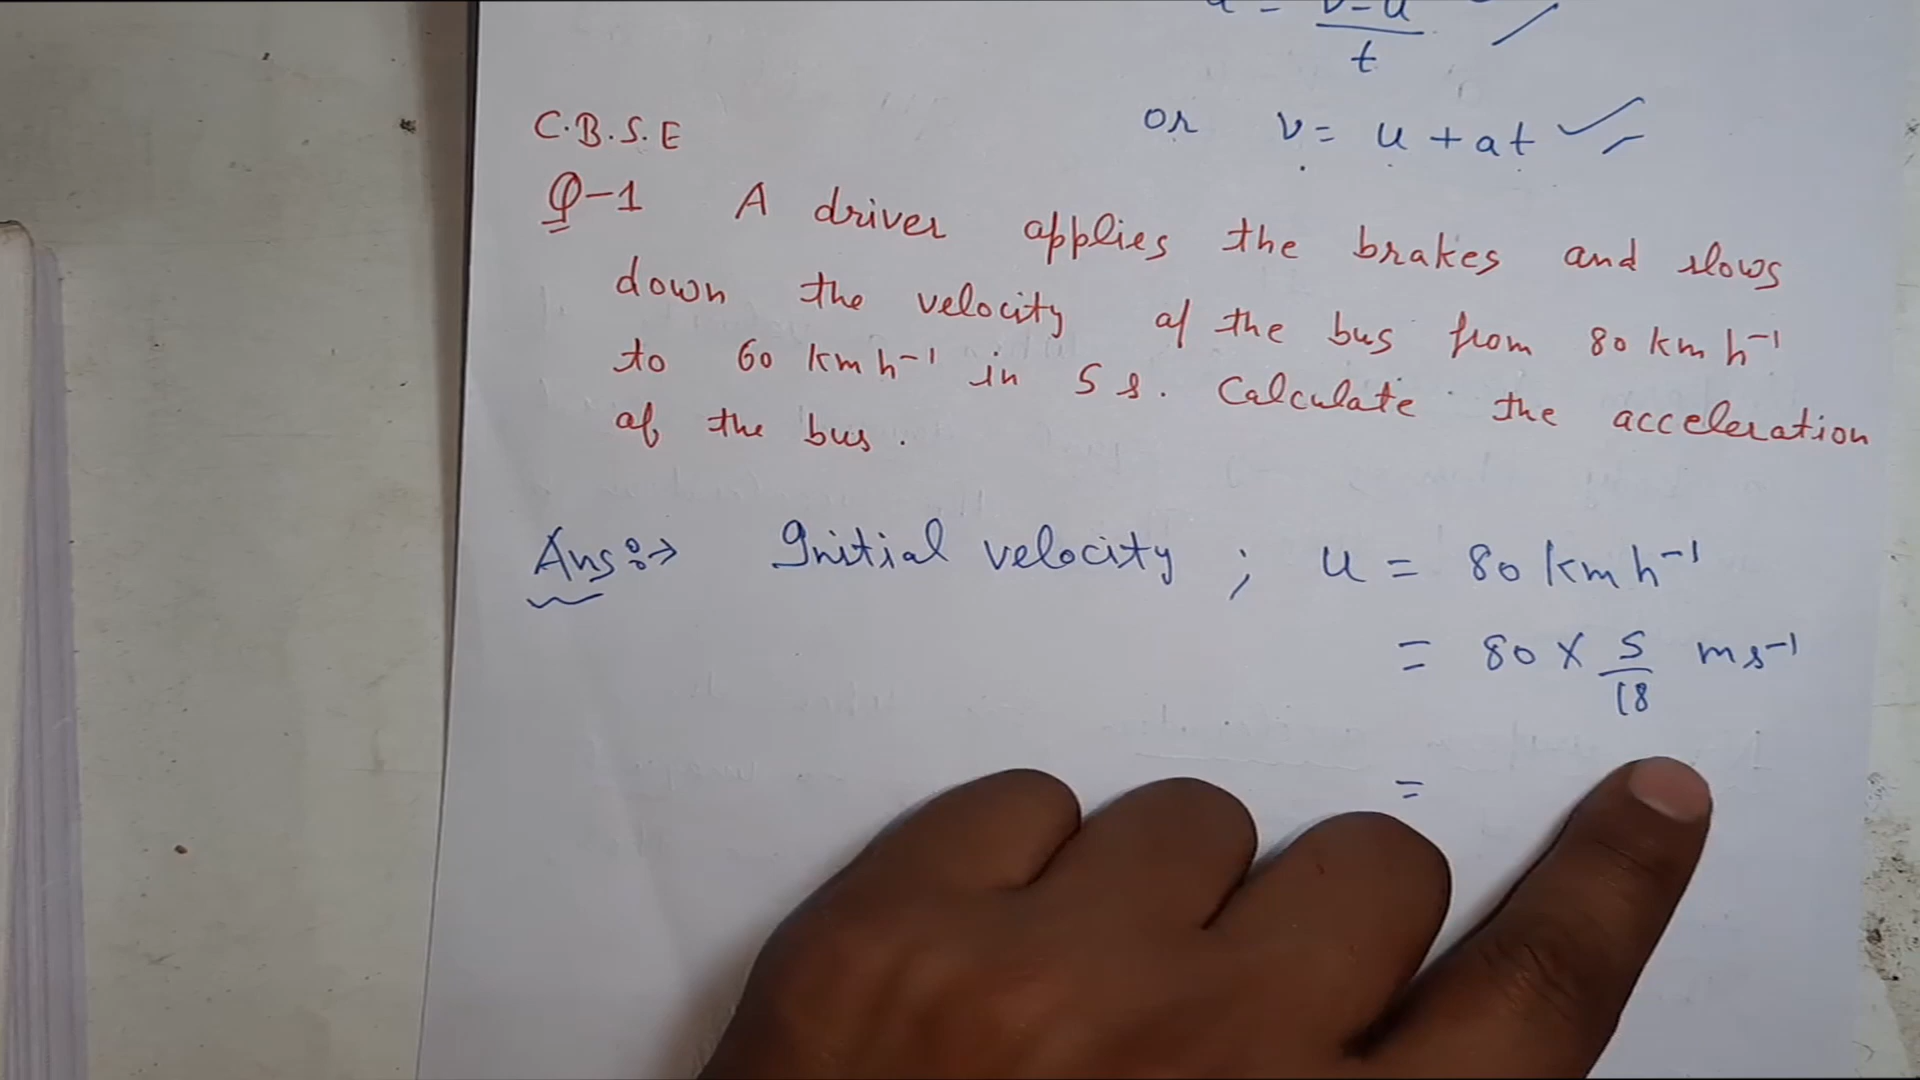 v-u
t
or v = u + at
C.B.S.E
Q-1 A driver applies the brakes and slows
down the velocity of the bus from 80 km h⁻¹
to 60 km h⁻¹ in 5 s. Calculate the acceleration
of the bus.
Ans:→ Initial velocity ; u = 80 km h⁻¹
= 80 × 5/18 ms⁻¹
=